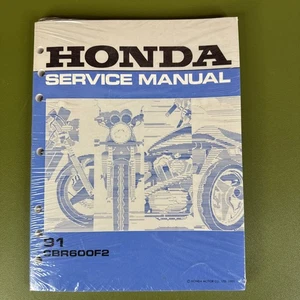 HONDA
SERVICE MANUAL
91
CBR600F2